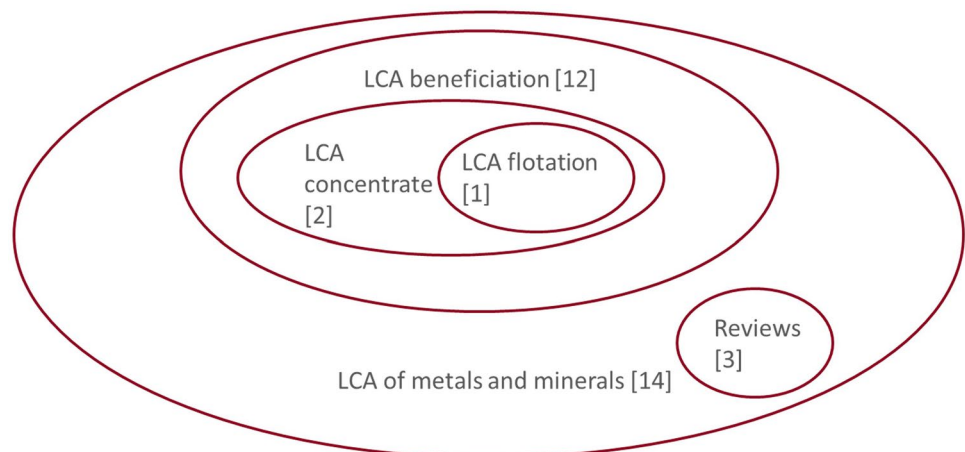 LCA beneficiation [12]
LCA
concentrate
[2]
LCA flotation
[1]
Reviews
[3]
LCA of metals and minerals [14]